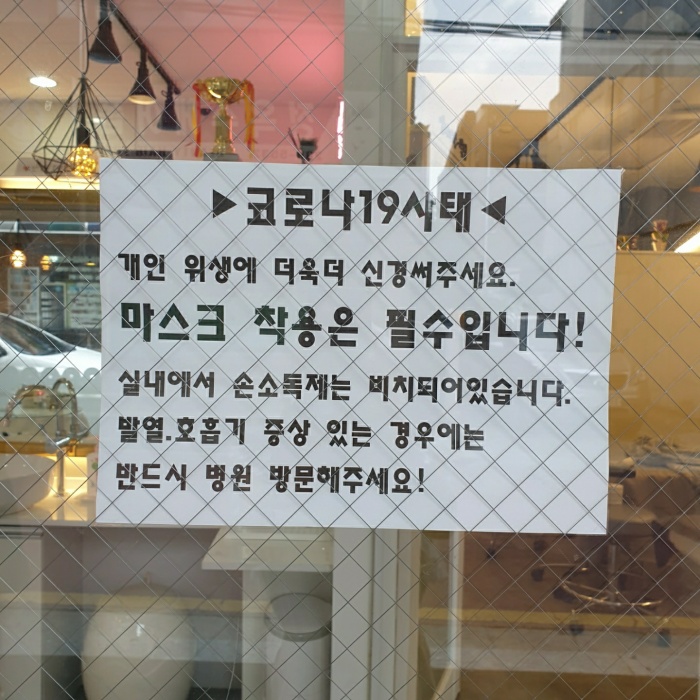 ▶코로나19사태◀
개인 위생에 더욱더 신경써주세요.
마스크 착용은 필수입니다!
실내에서 손소독제는 비치되어있습니다.
발열.호흡기 증상 있는 경우에는
반드시 병원 방문해주세요!